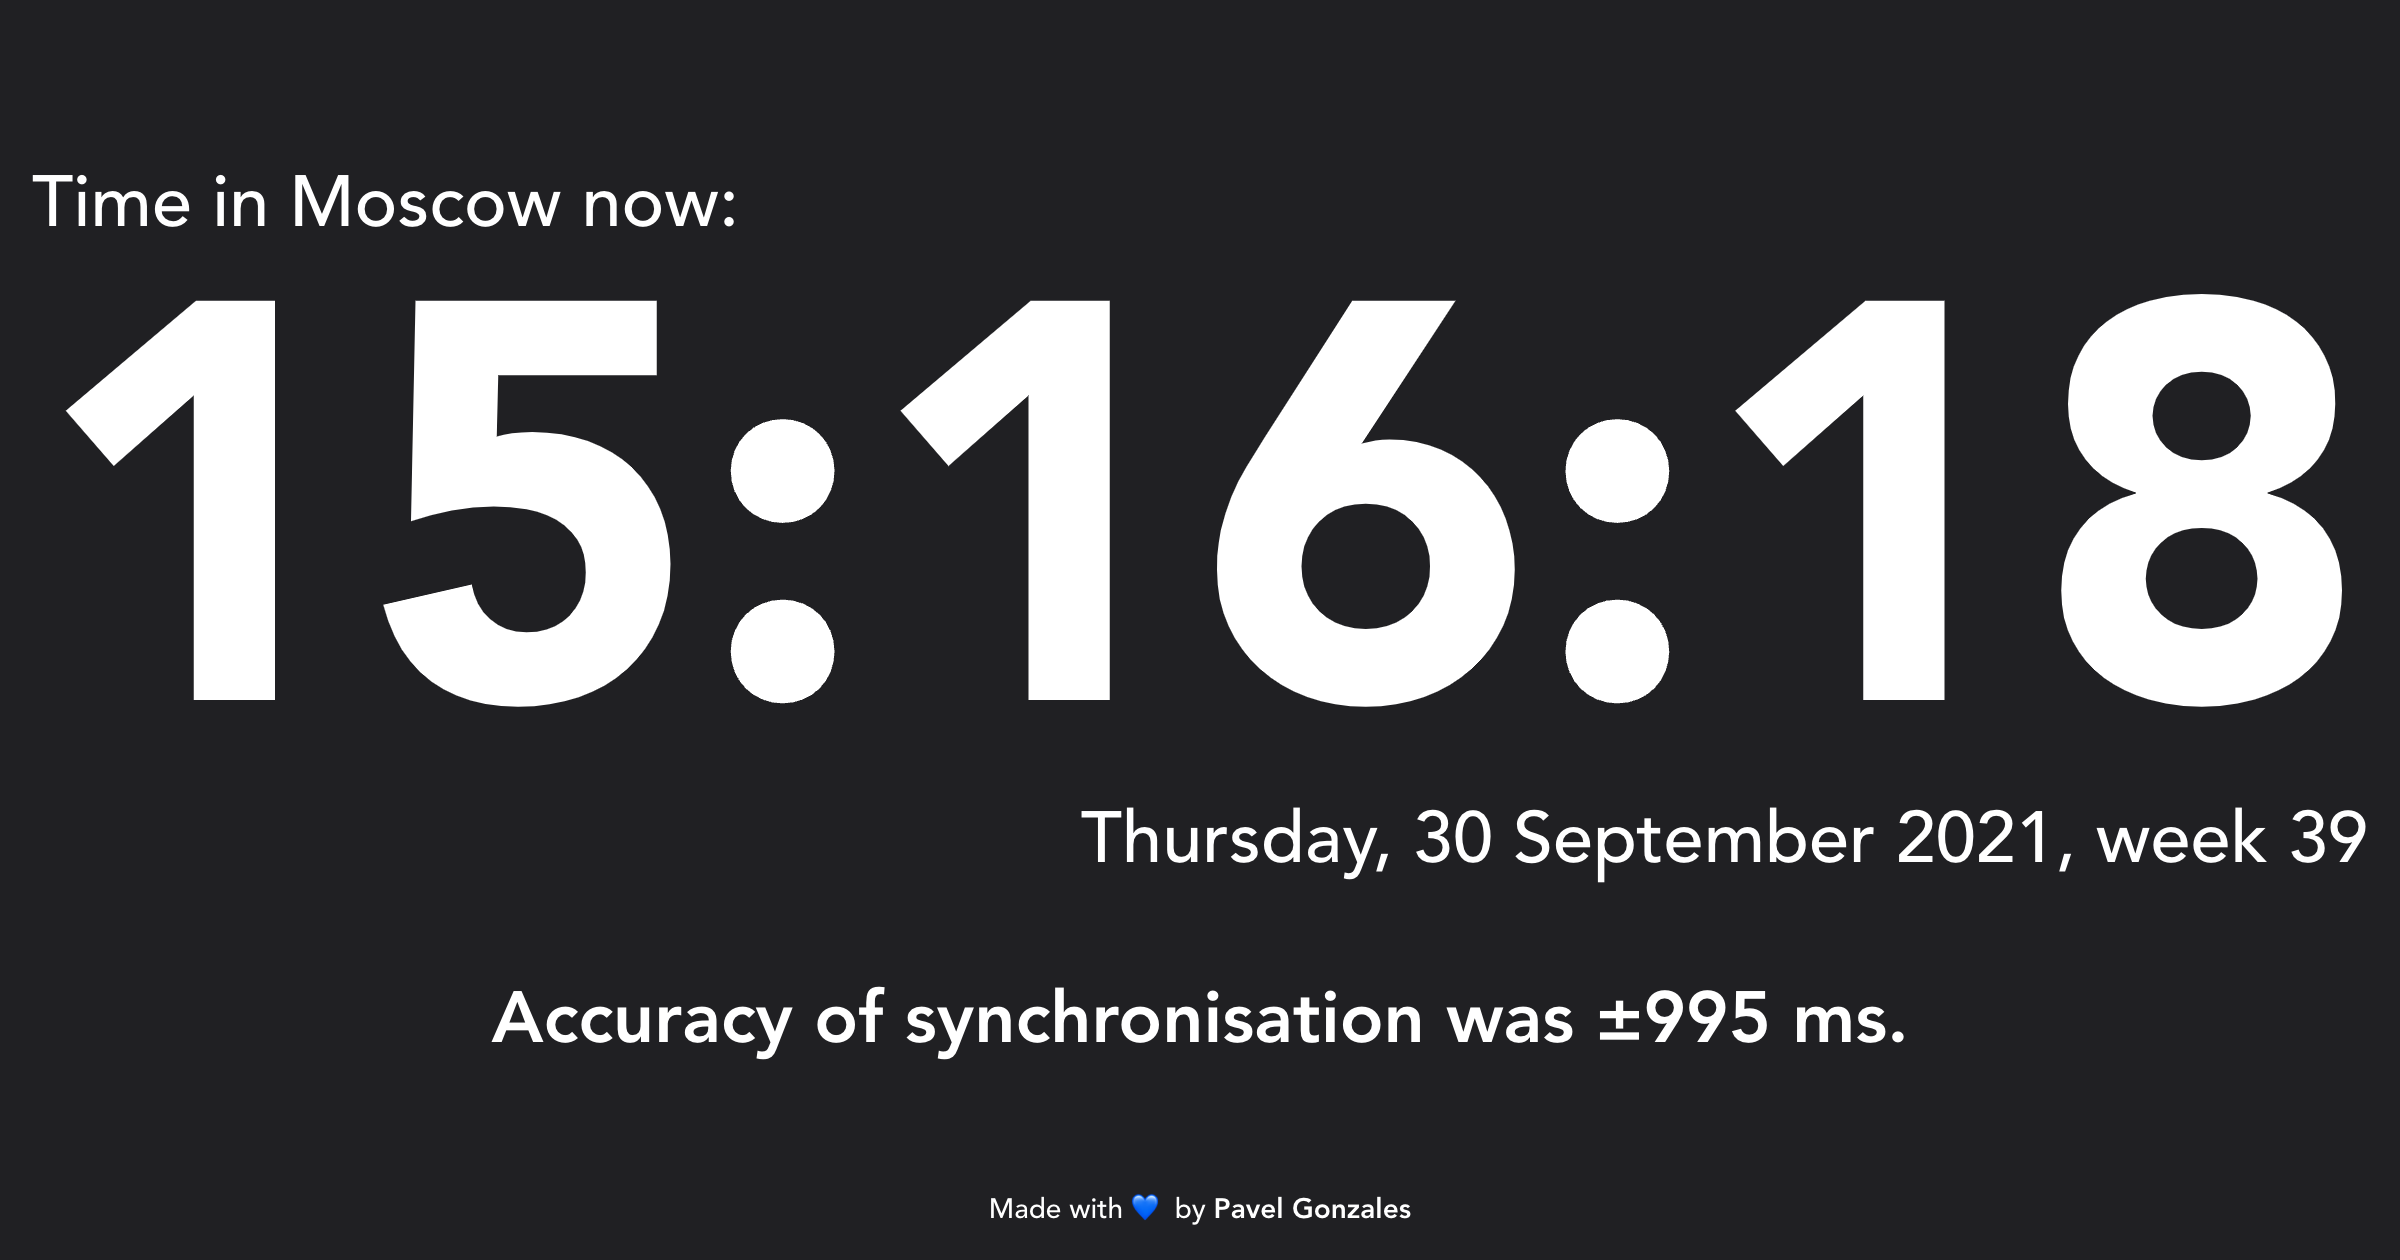 Time in Moscow now:
15:16:18
Thursday, 30 September 2021, week 39
Accuracy of synchronisation was ±995 ms.
Made with 💙 by Pavel Gonzales